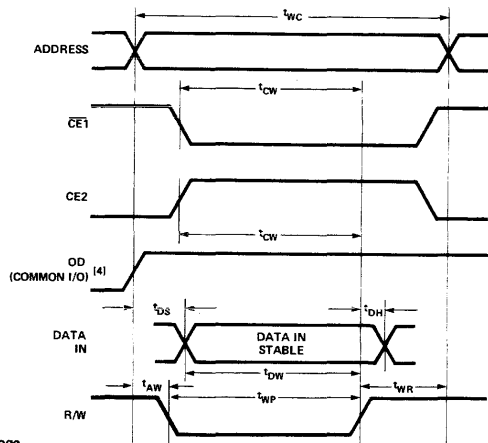 tWC
ADDRESS
tCW
CE1
CE2
tCW
OD
(COMMON I/O) [4]
tDS
tDH
DATA
IN
DATA IN
STABLE
tDW
tAW
tWP
tWR
R/W